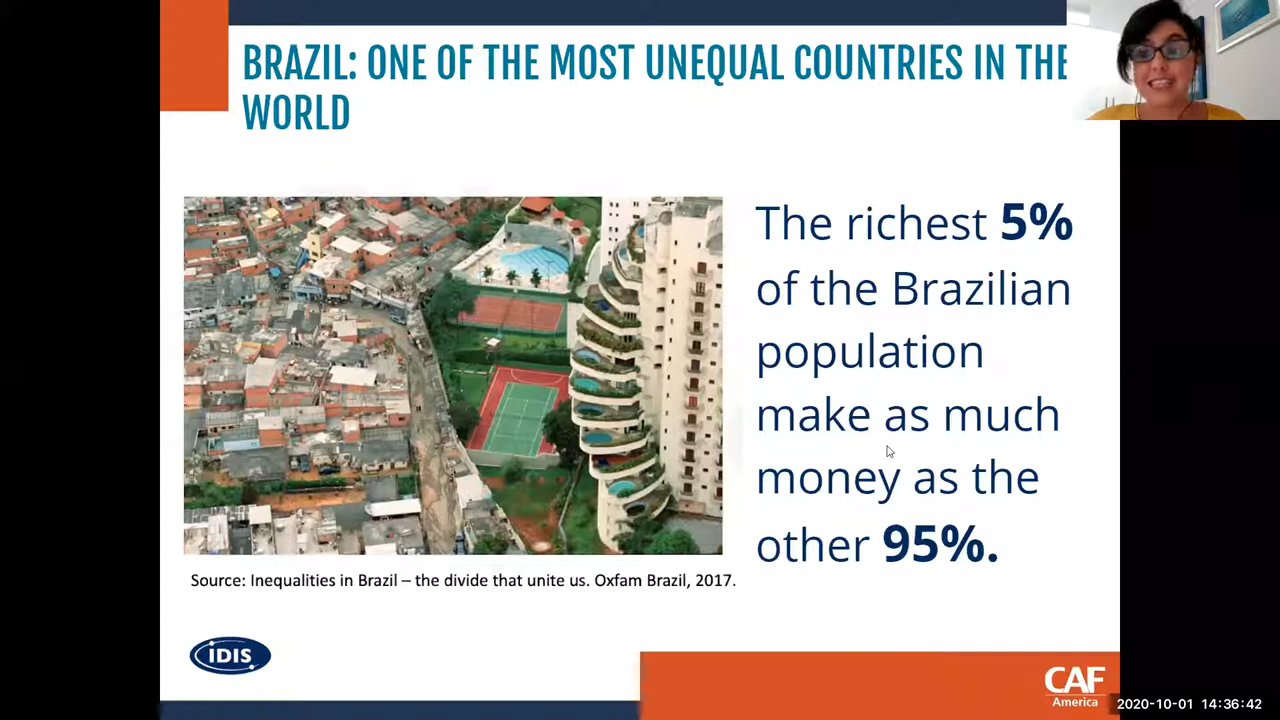 BRAZIL: ONE OF THE MOST UNEQUAL COUNTRIES IN THE
WORLD
The richest 5%
of the Brazilian
population
make as much
money as the
other 95%.
Source: Inequalities in Brazil – the divide that unite us. Oxfam Brazil, 2017.
IDIS
CAF
America
2020-10-01 14:36:42